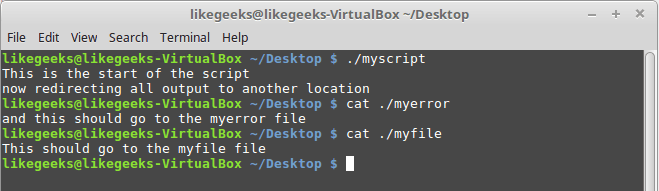 likegeeks@likegeeks-VirtualBox ~/Desktop
File Edit View Search Terminal Help
likegeeks@likegeeks-VirtualBox ~/Desktop $ ./myscript
This is the start of the script
now redirecting all output to another location
likegeeks@likegeeks-VirtualBox ~/Desktop $ cat ./myerror
and this should go to the myerror file
likegeeks@likegeeks-VirtualBox ~/Desktop $ cat ./myfile
This should go to the myfile file
likegeeks@likegeeks-VirtualBox ~/Desktop $